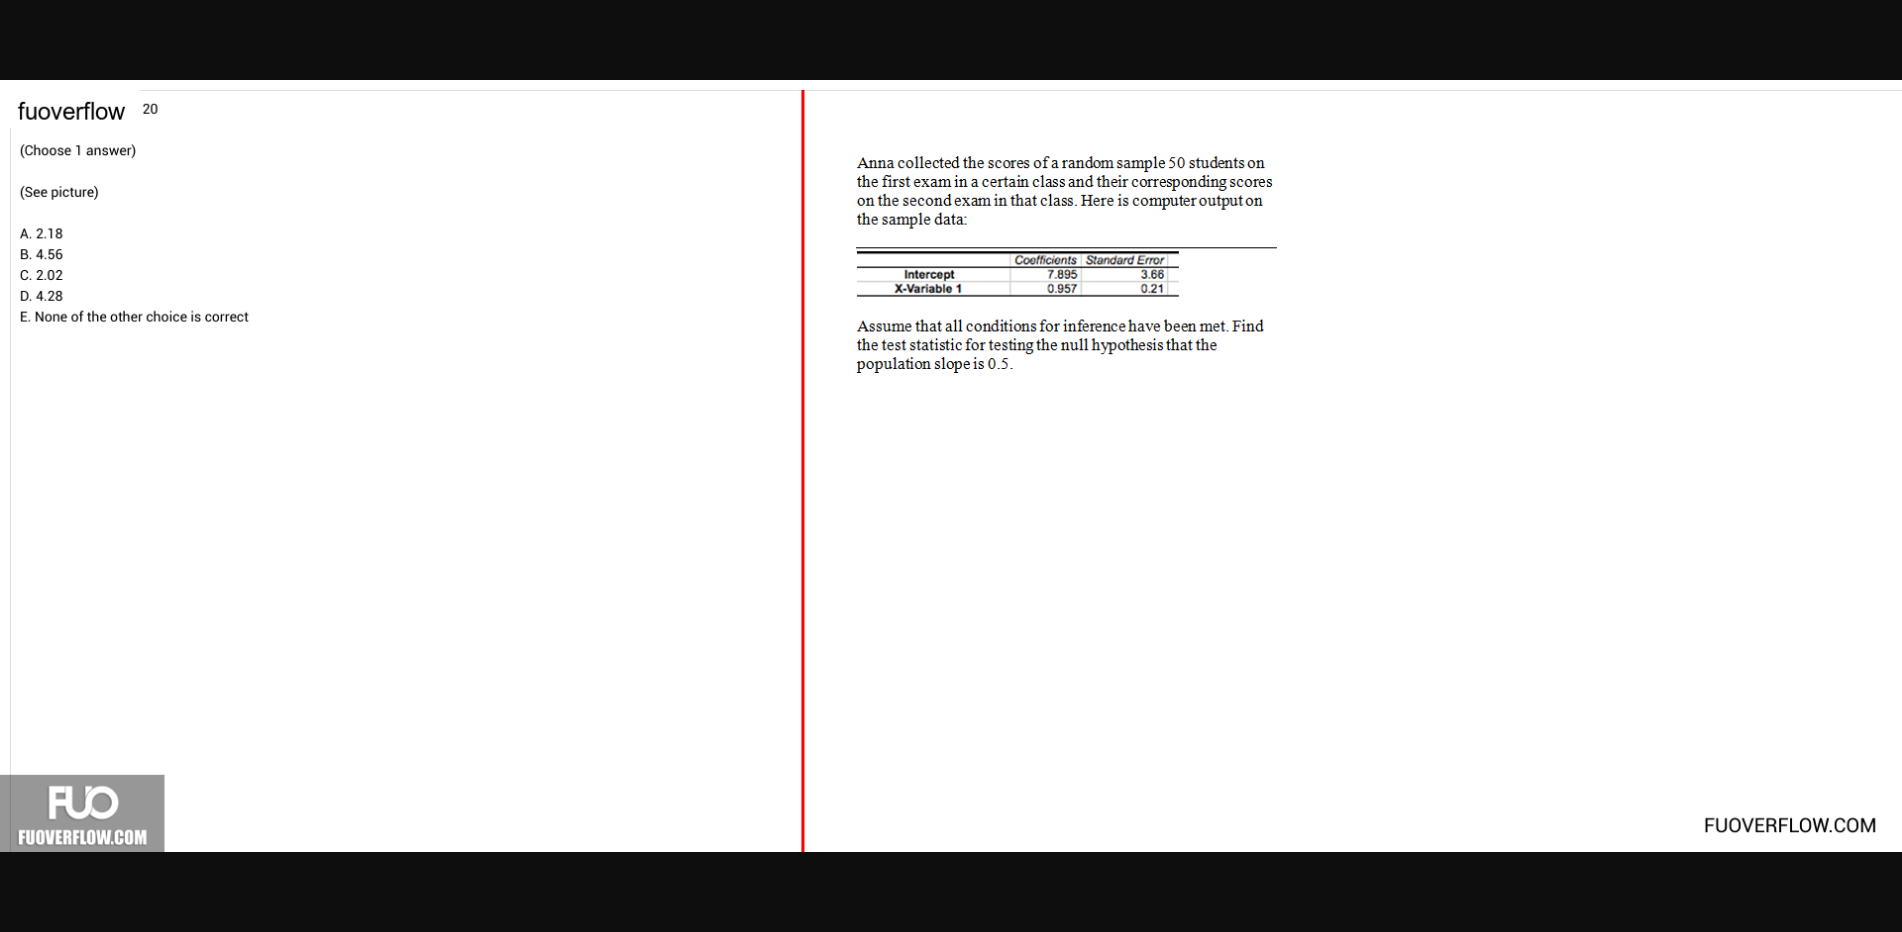 fuoverflow 20
(Choose 1 answer)
(See picture)
A. 2.18
B. 4.56
C. 2.02
D. 4.28
E. None of the other choice is correct
Anna collected the scores of a random sample 50 students on
the first exam in a certain class and their corresponding scores
on the second exam in that class. Here is computer output on
the sample data:
Coefficients Standard Error
Intercept 7.895 3.66
X-Variable 1 0.957 0.21
Assume that all conditions for inference have been met. Find
the test statistic for testing the null hypothesis that the
population slope is 0.5.
FUO
FUOVERFLOW.COM
FUOVERFLOW.COM